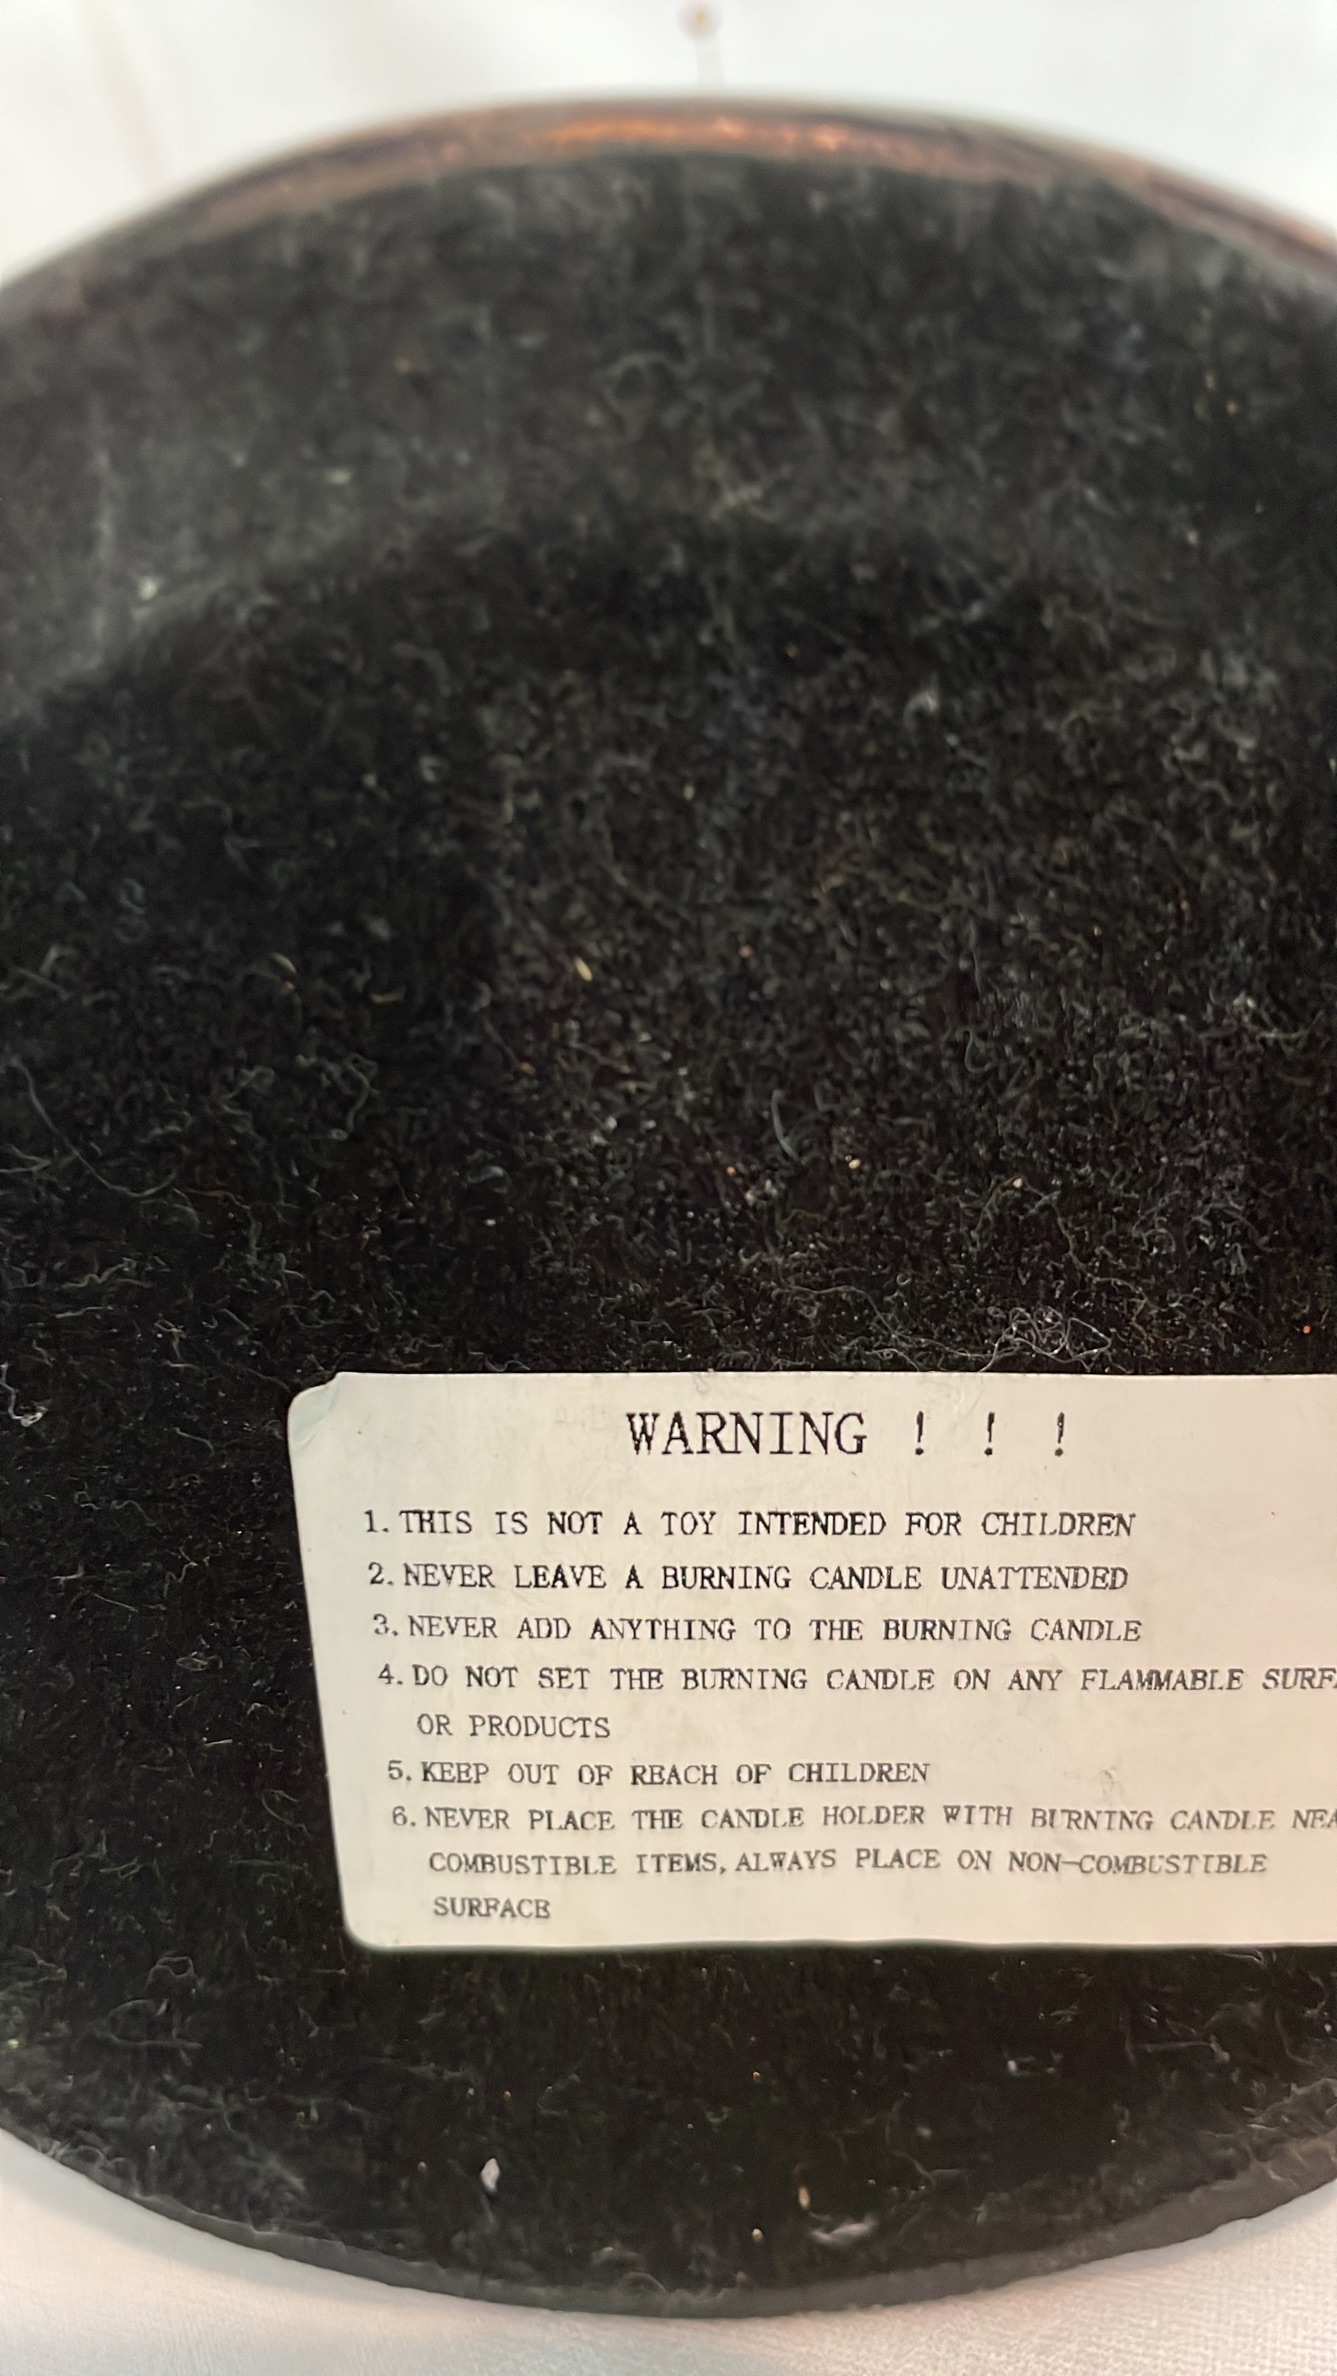 WARNING ! ! !
1. THIS IS NOT A TOY INTENDED FOR CHILDREN
2. NEVER LEAVE A BURNING CANDLE UNATTENDED
3. NEVER ADD ANYTHING TO THE BURNING CANDLE
4. DO NOT SET THE BURNING CANDLE ON ANY FLAMMABLE
OR PRODUCTS
5. KEEP OUT OF REACH OF CHILDREN
6. NEVER PLACE THE CANDLE HOLDER WITH BURNING CANDLE
COMBUSTIBLE ITEMS, ALWAYS PLACE ON NON-COMBUSTIBLE
SURFACE